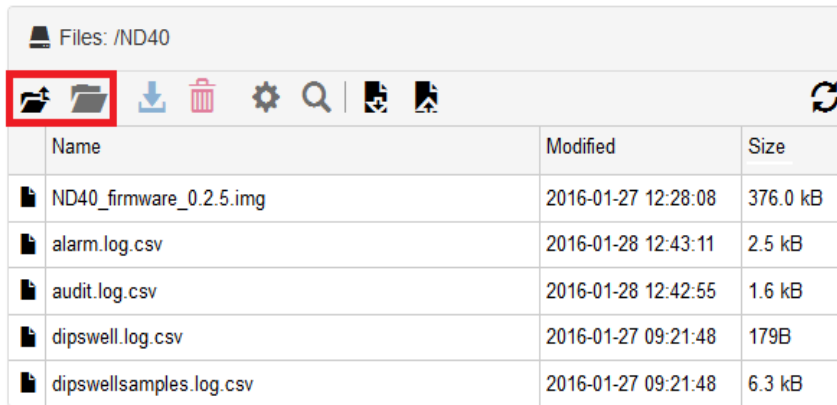 Files: /ND40
Name Modified Size
ND40_firmware_0.2.5.img 2016-01-27 12:28:08 376.0 kB
alarm.log.csv 2016-01-28 12:43:11 2.5 kB
audit.log.csv 2016-01-28 12:42:55 1.6 kB
dipswell.log.csv 2016-01-27 09:21:48 179B
dipswellsamples.log.csv 2016-01-27 09:21:48 6.3 kB